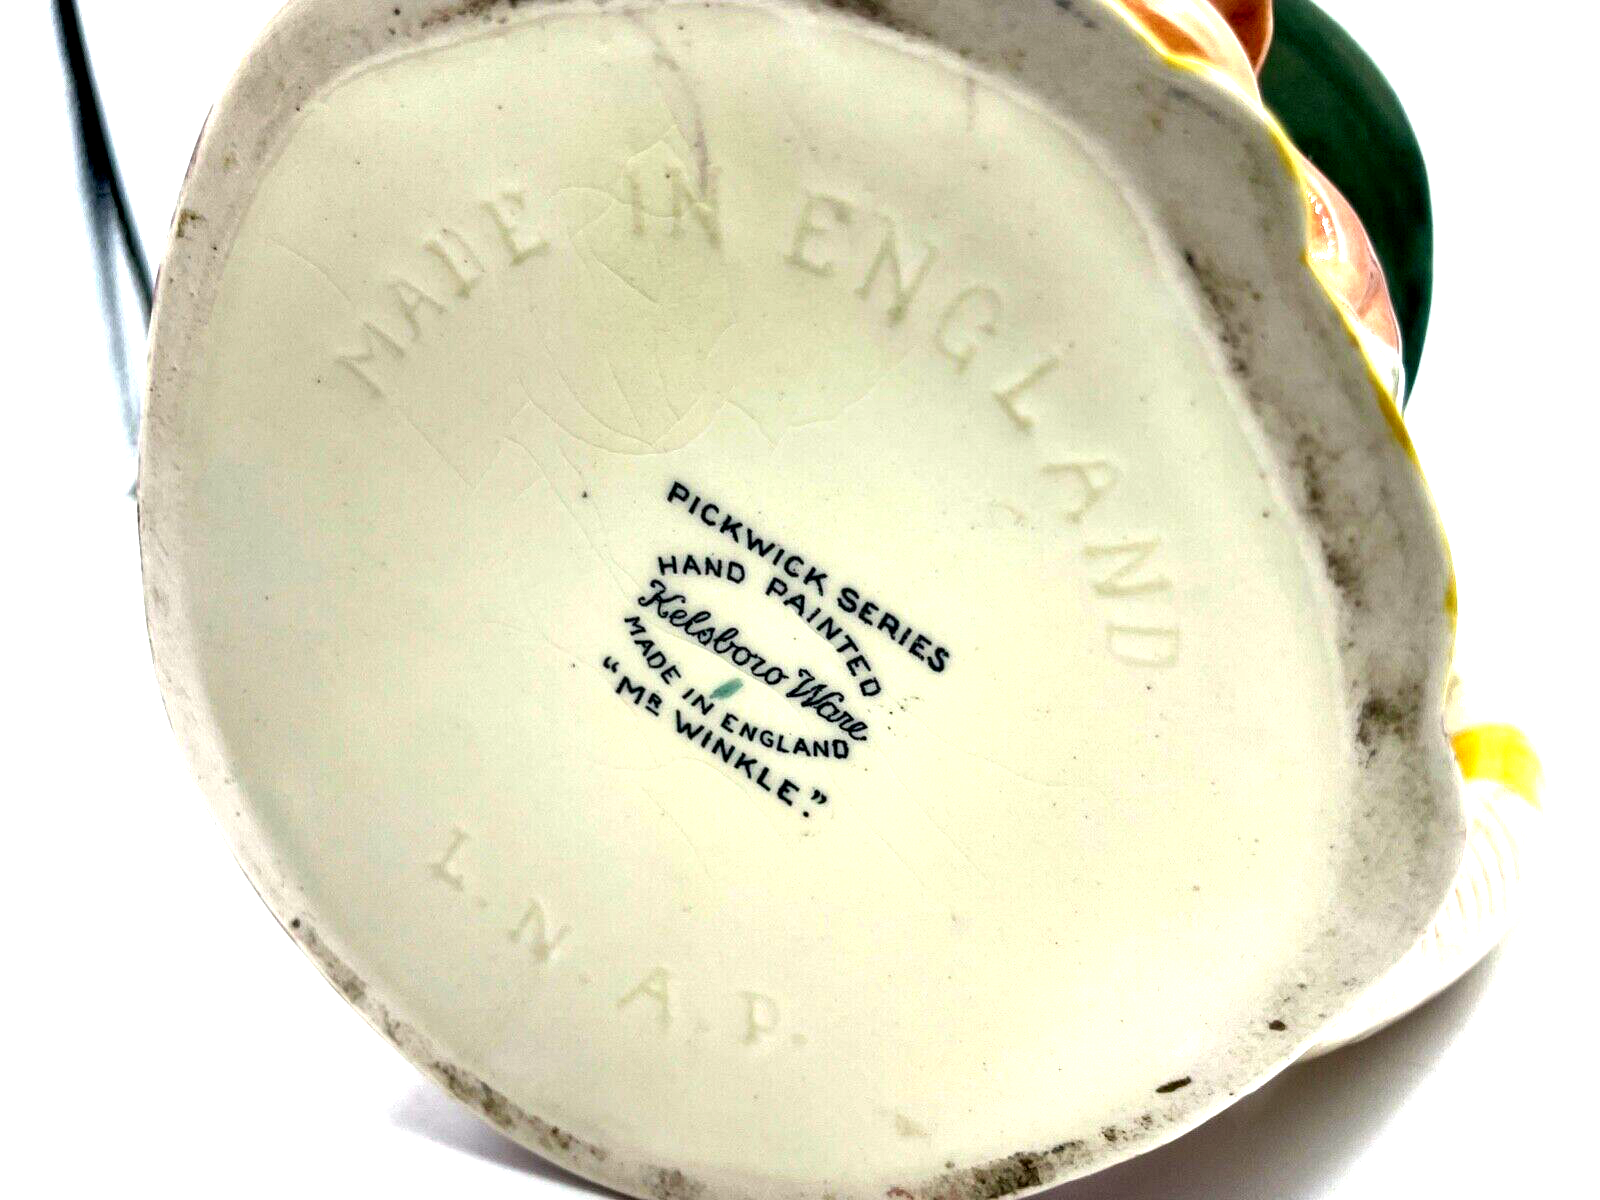 MADE IN ENGLAND
PICKWICK SERIES
HAND PAINTED
Kelsboro Ware
MADE IN ENGLAND
"MR WINKLE."
L.N.A.P.